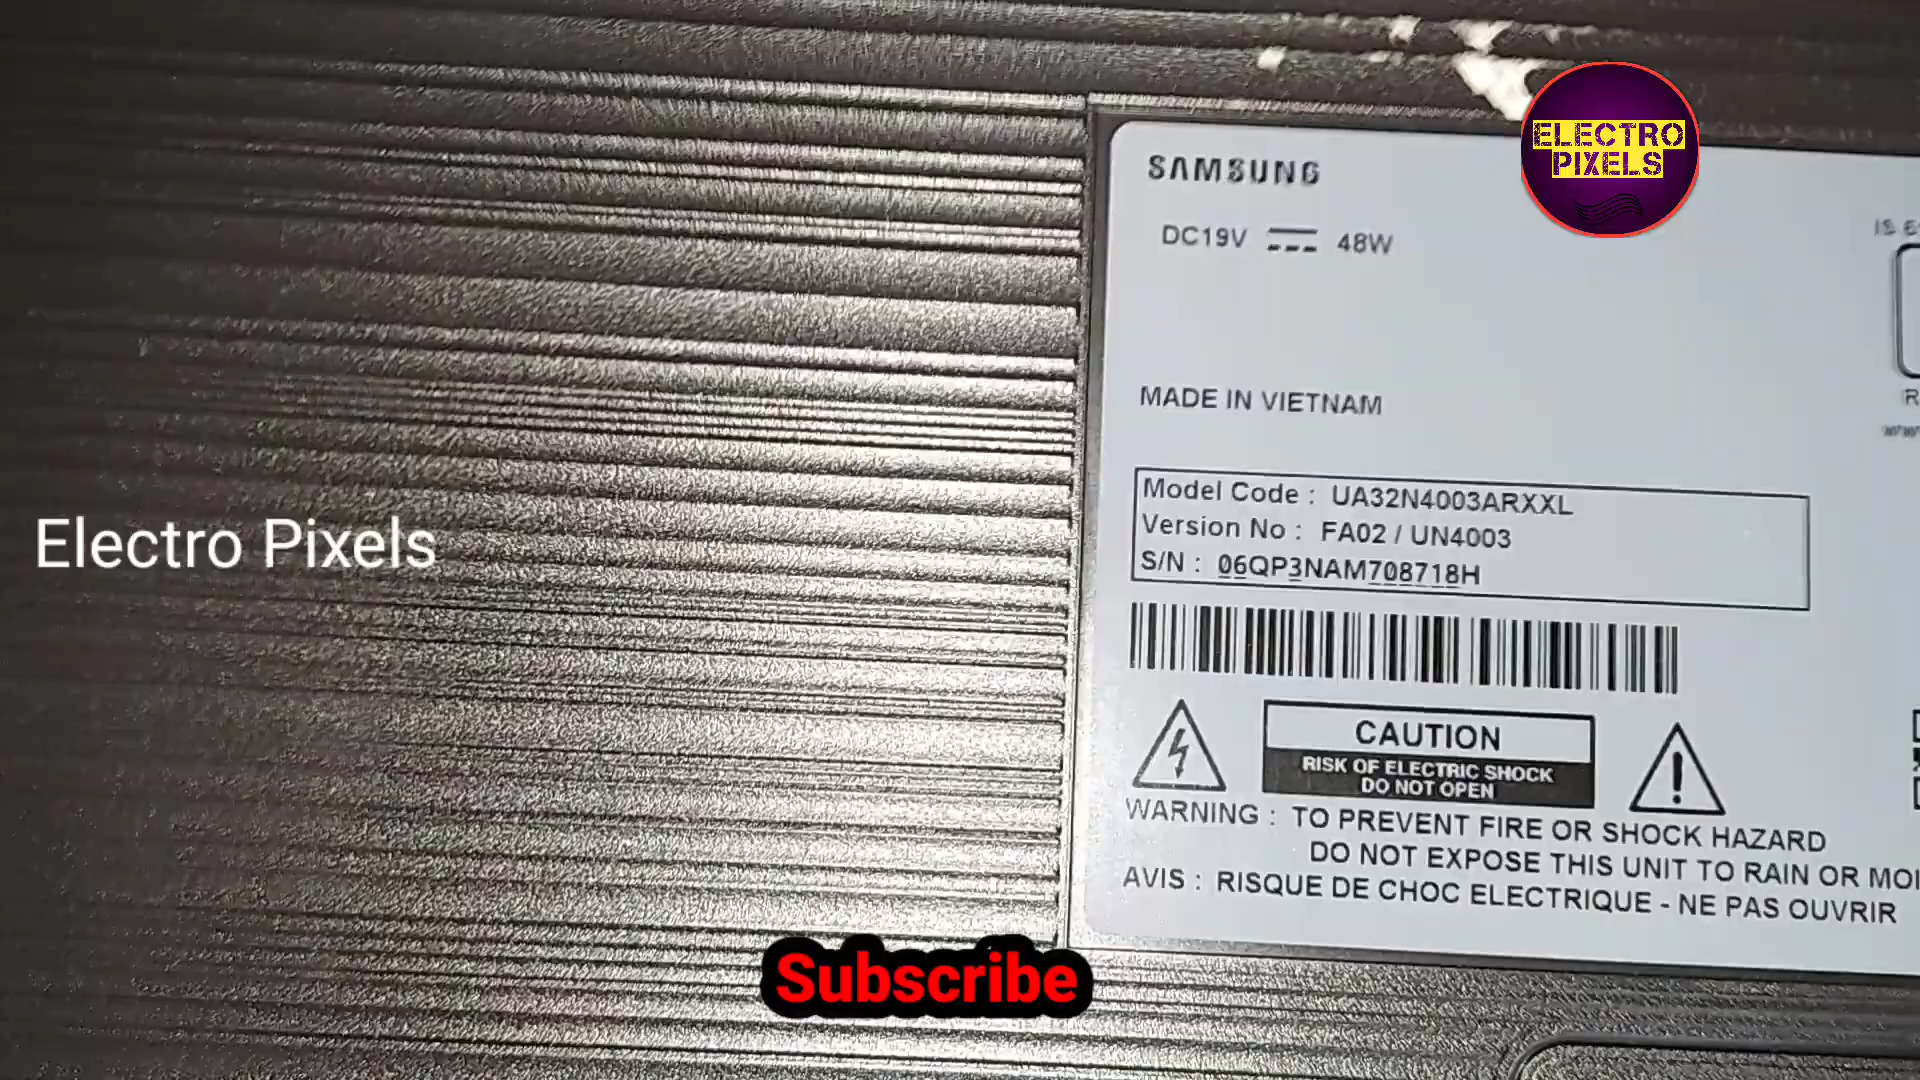 ELECTRO
PIXELS
SAMSUNG
DC19V 48W
MADE IN VIETNAM
Model Code : UA32N4003ARXXL
Version No : FA02 / UN4003
S/N : 06QP3NAM708718H
Electro Pixels
CAUTION
RISK OF ELECTRIC SHOCK
DO NOT OPEN
WARNING : TO PREVENT FIRE OR SHOCK HAZARD
DO NOT EXPOSE THIS UNIT TO RAIN OR
AVIS : RISQUE DE CHOC ELECTRIQUE - NE PAS OUVRIR
Subscribe